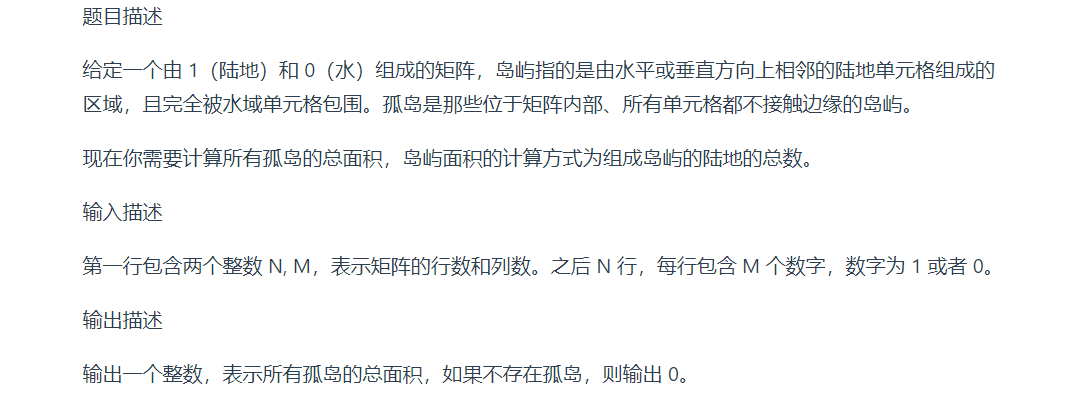 题目描述
给定一个由 1（陆地）和 0（水）组成的矩阵，岛屿指的是由水平或垂直方向上相邻的陆地单元格组成的
区域，且完全被水域单元格包围。孤岛是那些位于矩阵内部、所有单元格都不接触边缘的岛屿。
现在你需要计算所有孤岛的总面积，岛屿面积的计算方式为组成岛屿的陆地的总数。
输入描述
第一行包含两个整数 N, M，表示矩阵的行数和列数。之后 N 行，每行包含 M 个数字，数字为 1 或者 0。
输出描述
输出一个整数，表示所有孤岛的总面积，如果不存在孤岛，则输出 0。